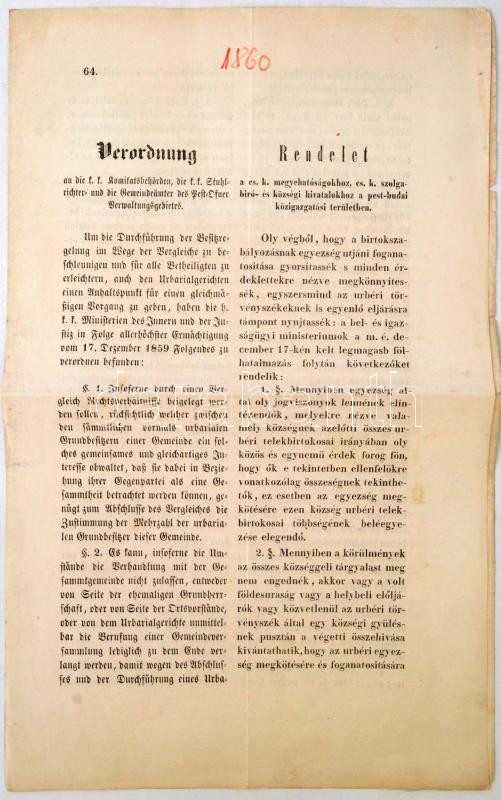 1860
64.
Verordnung
an die k. k. Komitatsbehörden, die k. k. Stuhl-
richter- und die Gemeindeämter des Pest-Ofner
Verwaltungsgebietes.
Um die Durchführung der Besitzre-
gelung im Wege der Vergleiche zu be-
schleunigen und für alle Betheiligten zu
erleichtern, auch den Urbarialgerichten
einen Anhaltspunkt für einen gleichmä-
ßigen Vorgang zu geben, haben die h.
k. k. Ministerien des Innern und der Ju-
stiz in Folge allerhöchster Ermächtigung
vom 17. Dezember 1859 Folgendes zu
verordnen befunden:
§. 1. Insoferne durch einen Ver-
gleich Rechtsverhältnisse beigelegt wer-
den sollen, rücksichtlich welcher zwischen
den sämmtlichen vormals urbarialen
Grundbesitzern einer Gemeinde ein sol-
ches gemeinsames und gleichartiges In-
teresse obwaltet, daß sie dabei in Bezie-
hung ihrer Gegenpartei als eine Ge-
sammtheit betrachtet werden können, ge-
nügt zum Abschlusse des Vergleiches die
Zustimmung der Mehrzahl der urbaria-
len Grundbesitzer dieser Gemeinde.
§. 2. Es kann, insoferne die Um-
stände die Verhandlung mit der Ge-
sammtgemeinde nicht zulassen, entweder
von Seite der ehemaligen Grundherr-
schaft, oder von Seite der Ortsvorstände,
oder von dem Urbarialgerichte unmittel-
bar die Berufung einer Gemeindever-
sammlung lediglich zu dem Ende ver-
langt werden, damit wegen des Abschlus-
ses und der Durchführung eines Urba-
Rendelet
a cs. k. megyehatóságokhoz, cs. k. szolga-
biró- és községi hivatalokhoz a pest-budai
közigazgatási területben.
Oly végből, hogy a birtoksza-
bályozásnak egyezség utjáni fogana-
tositása gyorsitassék s minden ér-
deklettekre nézve megkönnyites-
sék, egyszersmind az urbéri tör-
vényszékeknek is egyenlő eljárásra
támpont nyujtassék: a bel- és igaz-
ságügyi ministeriumok a m. é. de-
cember 17-kén kelt legmagasb föl-
hatalmazás folytán következőket
rendelik:
1. §. Mennyiben egyezség ál-
tal oly jogviszonyok lennének elin-
tézendők, melyekre nézve vala-
mely községnek azelőtti összes ur-
béri telekbirtokosai irányában oly
közös és egynemü érdek forog fön,
hogy ők e tekintetben ellenfelökre
vonatkozólag összeségnek tekinthe-
tők, ez esetben az egyezség meg-
kötésére ezen község urbéri telek-
birtokosai többségének beleegye-
zése elegendő.
2. §. Mennyiben a körülmények
az összes községgeli tárgyalast meg
nem engednék, akkor vagy a volt
földesuraság vagy a helybeli előljá-
rók vagy közvetlenül az urbéri tör-
vényszék által egy községi gyülés-
nek pusztán a végetti összehivása
kivántathatik, hogy az urbéri egyez-
ség megkötésére és foganatositására